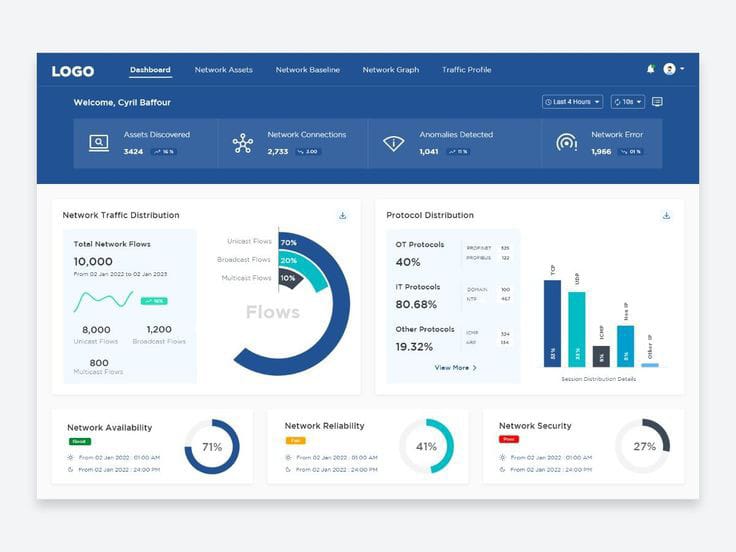 LOGO
Dashboard
Network Assets
Network Baseline
Network Graph
Traffic Profile
Welcome, Cyril Baffour
Last 4 Hours
10s
Assets Discovered
3424
16 %
Network Connections
2,733
3.00
Anomalies Detected
1,041
11 %
Network Error
1,966
01 %
Network Traffic Distribution
Total Network Flows
10,000
From 02 Jan 2022 to 02 Jan 2023
16%
8,000
Unicast Flows
1,200
Broadcast Flows
800
Multicast Flows
Unicast Flows
70%
Broadcast Flows
20%
Multicast Flows
10%
Flows
Protocol Distribution
OT Protocols
40%
PROFINET
PROFIBUS
122
IT Protocols
80.68%
DOMAIN
100
NTP
467
Other Protocols
19.32%
ICMP
ARP
View More
TCP
UDP
ICMP
Non IP
Other IP
Session Distribution Details
Network Availability
Good
From 02 Jan 2022 : 01:00 AM
From 02 Jan 2022 : 24:00 PM
71%
Network Reliability
Fair
From 02 Jan 2022 : 01:00 AM
From 02 Jan 2022 : 24:00 PM
41%
Network Security
Poor
From 02 Jan 2022 : 01:00 AM
From 02 Jan 2022 : 24:00 PM
27%